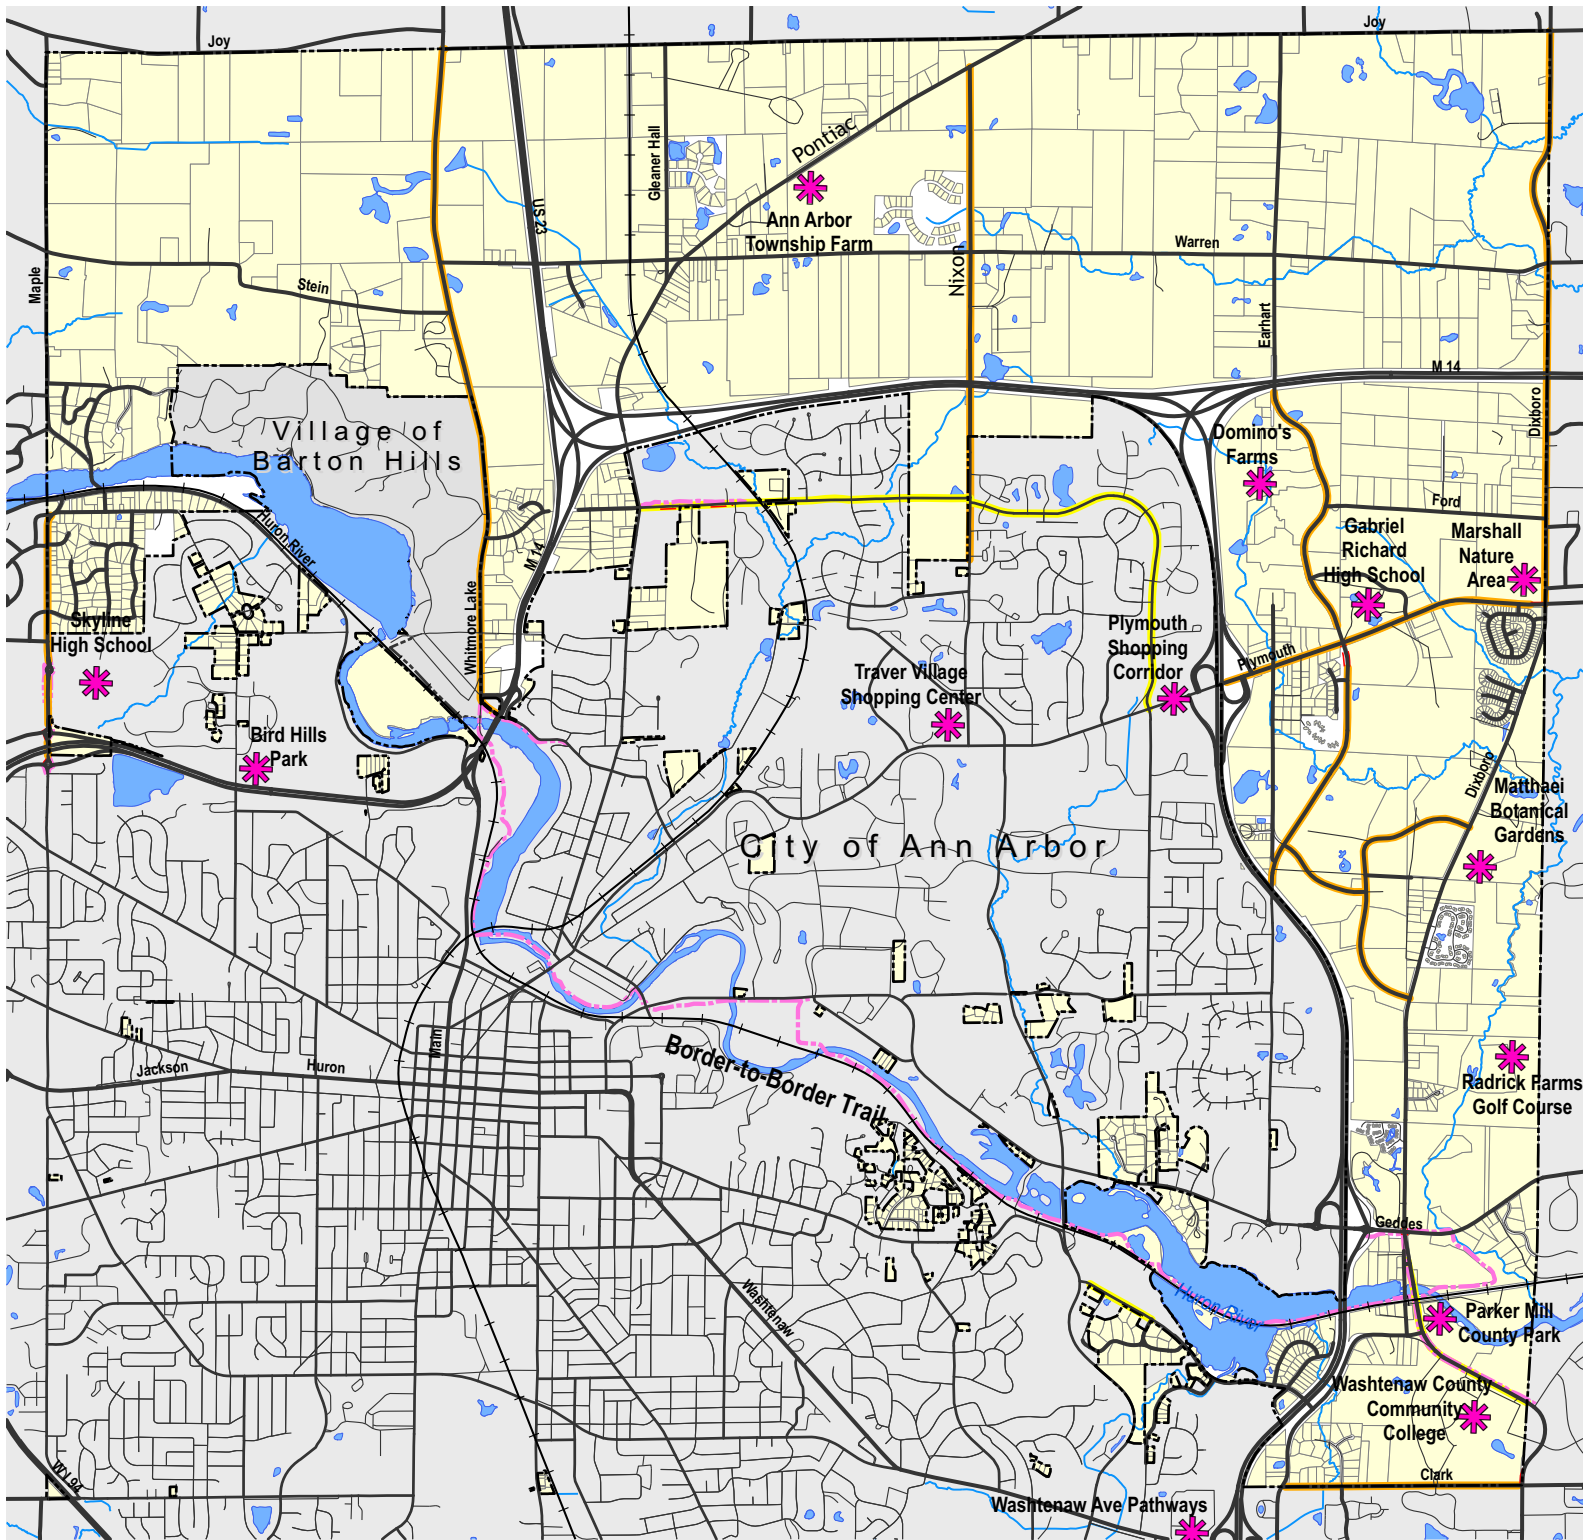 Joy
Joy
Gleaner Hall
Pontiac
US 23
Ann Arbor
Township Farm
Warren
Maple
Stein
Nixon
Earhart
M 14
Dixboro
Village of
Barton Hills
Domino's
Farms
Ford
Gabriel
Richard
High School
Marshall
Nature
Area
Huron River
M 14
Whitmore Lake
Skyline
High School
Plymouth
Shopping
Corridor
Plymouth
Traver Village
Shopping Center
Bird Hills
Park
Dixboro
Matthaei
Botanical
Gardens
City of Ann Arbor
Main
Jackson
Huron
Border-to-Border Trail
Radrick Farms
Golf Course
Geddes
Washtenaw
Huron River
Parker Mill
County Park
Washtenaw County
Community
College
W I 94
Clark
Washtenaw Ave Pathways